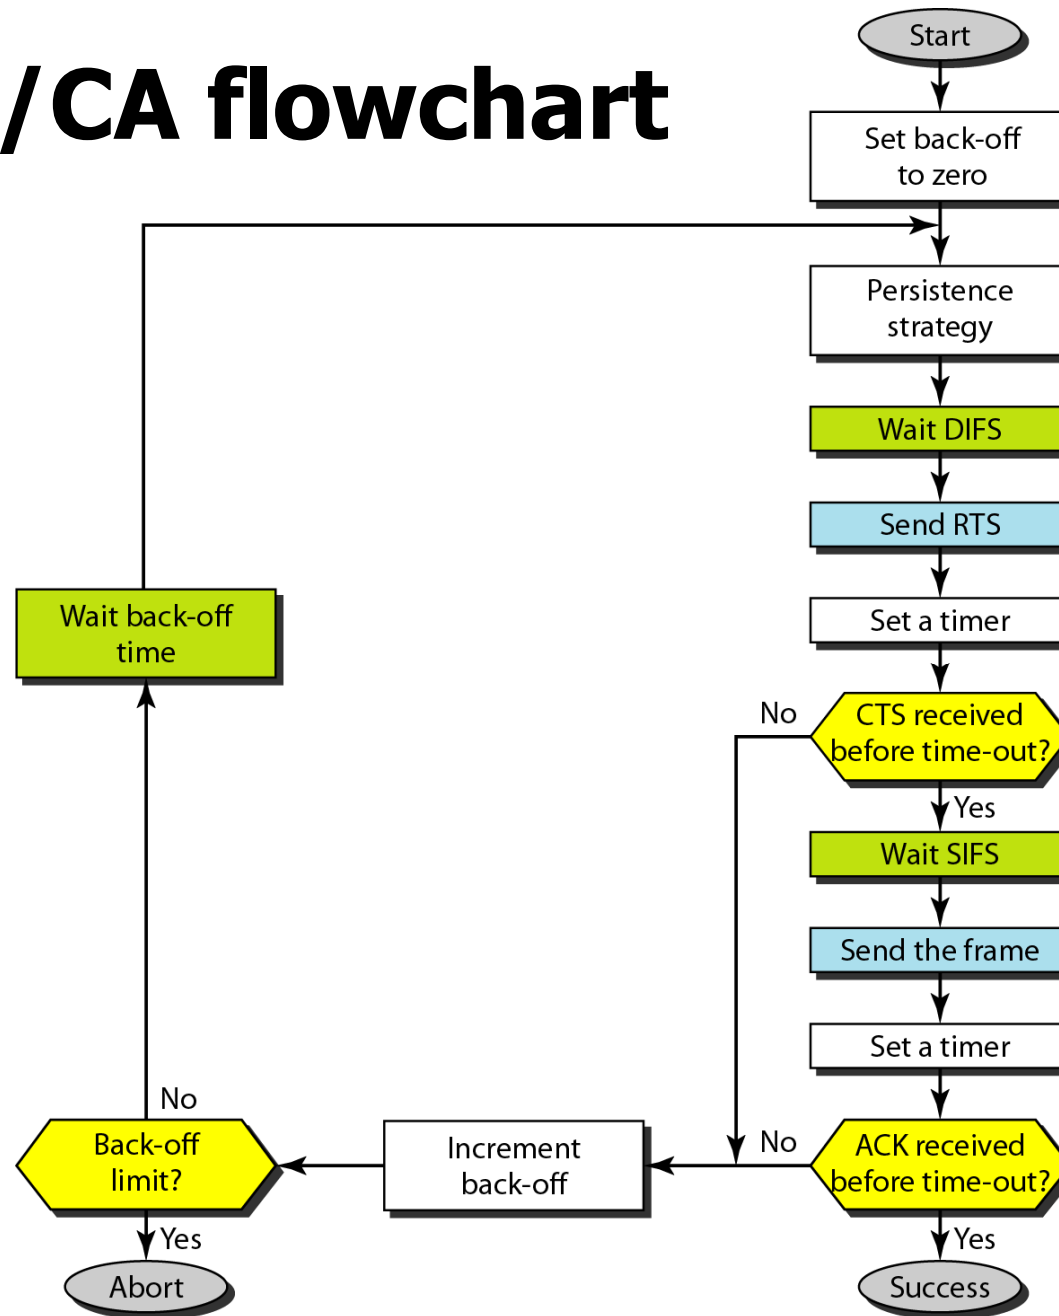 /CA flowchart
Start
Set back-off
to zero
Persistence
strategy
Wait DIFS
Send RTS
Set a timer
CTS received
before time-out?
No
Yes
Wait SIFS
Send the frame
Set a timer
ACK received
before time-out?
No
Yes
Success
Increment
back-off
Back-off
limit?
No
Yes
Abort
Wait back-off
time